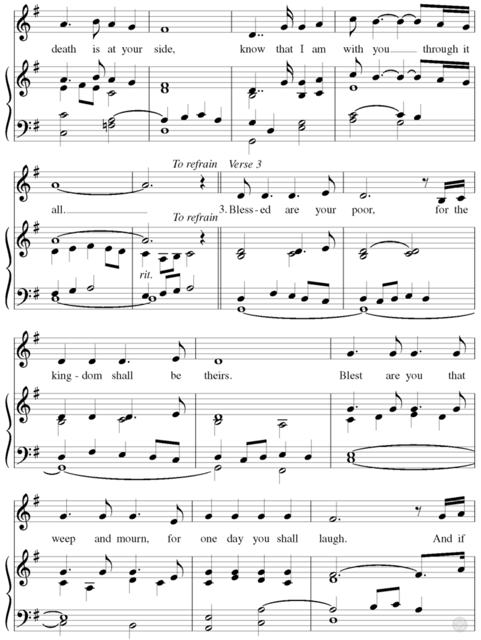 death is at your side, know that I am with you through it
To refrain Verse 3
all. 3. Bless-ed are your poor, for the
To refrain
rit.
king-dom shall be theirs. Blest are you that
weep and mourn, for one day you shall laugh. And if